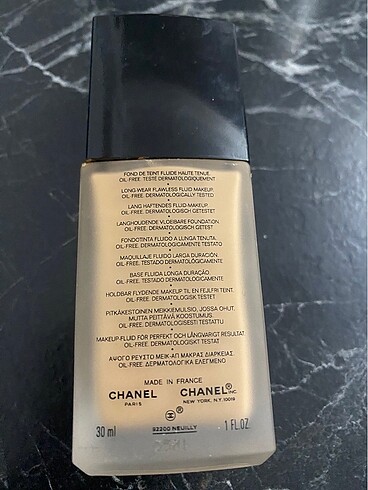 FOND DE TEINT FLUIDE HAUTE TENUE.
OIL-FREE. TESTÉ DERMATOLOGIQUEMENT
•
LONG-WEAR FLAWLESS FLUID MAKEUP.
OIL-FREE. DERMATOLOGICALLY TESTED
•
LANG HAFTENDES FLUID-MAKEUP.
OIL-FREE. DERMATOLOGISCH GETESTET
•
LANGHOUDENDE VLOEIBARE FOUNDATION.
OIL-FREE. DERMATOLOGISCH GETEST
•
FONDOTINTA FLUIDO A LUNGA TENUTA.
OIL-FREE. DERMATOLOGICAMENTE TESTATO
•
MAQUILLAJE FLUIDO LARGA DURACIÓN.
OIL-FREE. TESTADO DERMATOLÓGICAMENTE
•
BASE FLUIDA LONGA DURAÇÃO.
OIL-FREE. TESTADO DERMATOLOGICAMENTE
•
HOLDBAR FLYDENDE MAKEUP TIL EN FEJLFRI TEINT.
OIL-FREE. DERMATOLOGISK TESTET
•
PITKÄKESTOINEN MEIKKIEMULSIO, JOSSA OHUT,
MUTTA PEITTÄVÄ KOOSTUMUS.
OIL-FREE. DERMATOLOGISESTI TESTATTU
•
MAKEUP-FLUID FÖR PERFEKT OCH LÅNGVARIGT RESULTAT.
OIL-FREE. DERMATOLOGISKT TESTAT
•
ΑΨΟΓΟ ΡΕΥΣΤΟ ΜΕΙΚ-ΑΠ ΜΑΚΡΑΣ ΔΙΑΡΚΕΙΑΣ.
OIL-FREE. ΔΕΡΜΑΤΟΛΟΓΙΚΑ ΕΛΕΓΜΕΝΟ
MADE IN FRANCE
CHANEL CHANEL® INC.
PARIS NEW YORK, N.Y. 10019
30 ml 92200 NEUILLY 1 FL.OZ.